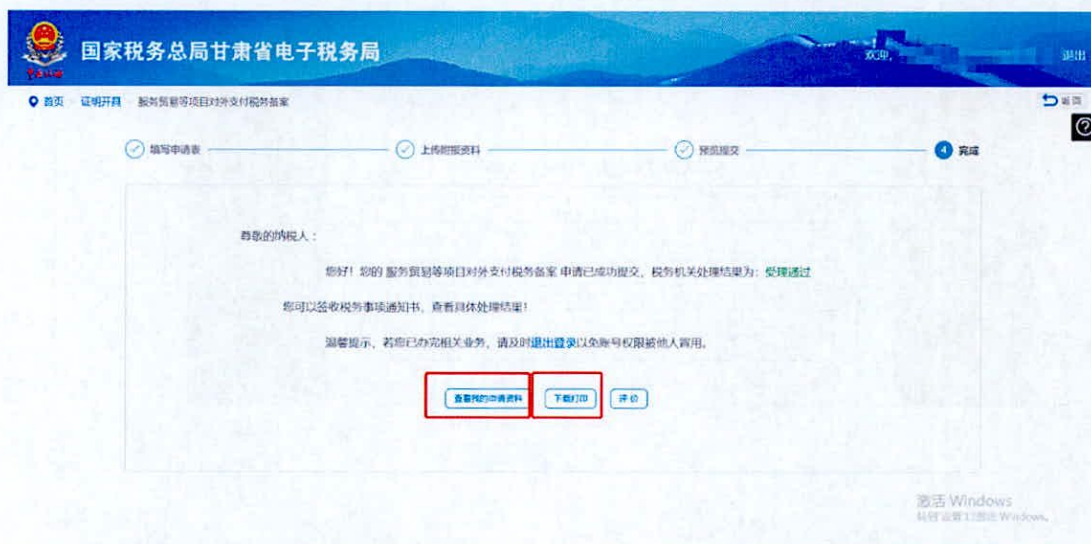 国家税务总局甘肃省电子税务局
欢迎,
退出
首页 证明开具 服务贸易等项目对外支付税务备案
返回
填写申请表
上传附报资料
预览提交
4 完成
尊敬的纳税人：
您好！您的 服务贸易等项目对外支付税务备案 申请已成功提交，税务机关处理结果为：受理通过
您可以签收税务事项通知书，查看具体处理结果！
温馨提示，若您已办完相关业务，请及时退出登录以免账号权限被他人冒用。
查看我的申请资料
下载打印
评价
激活 Windows